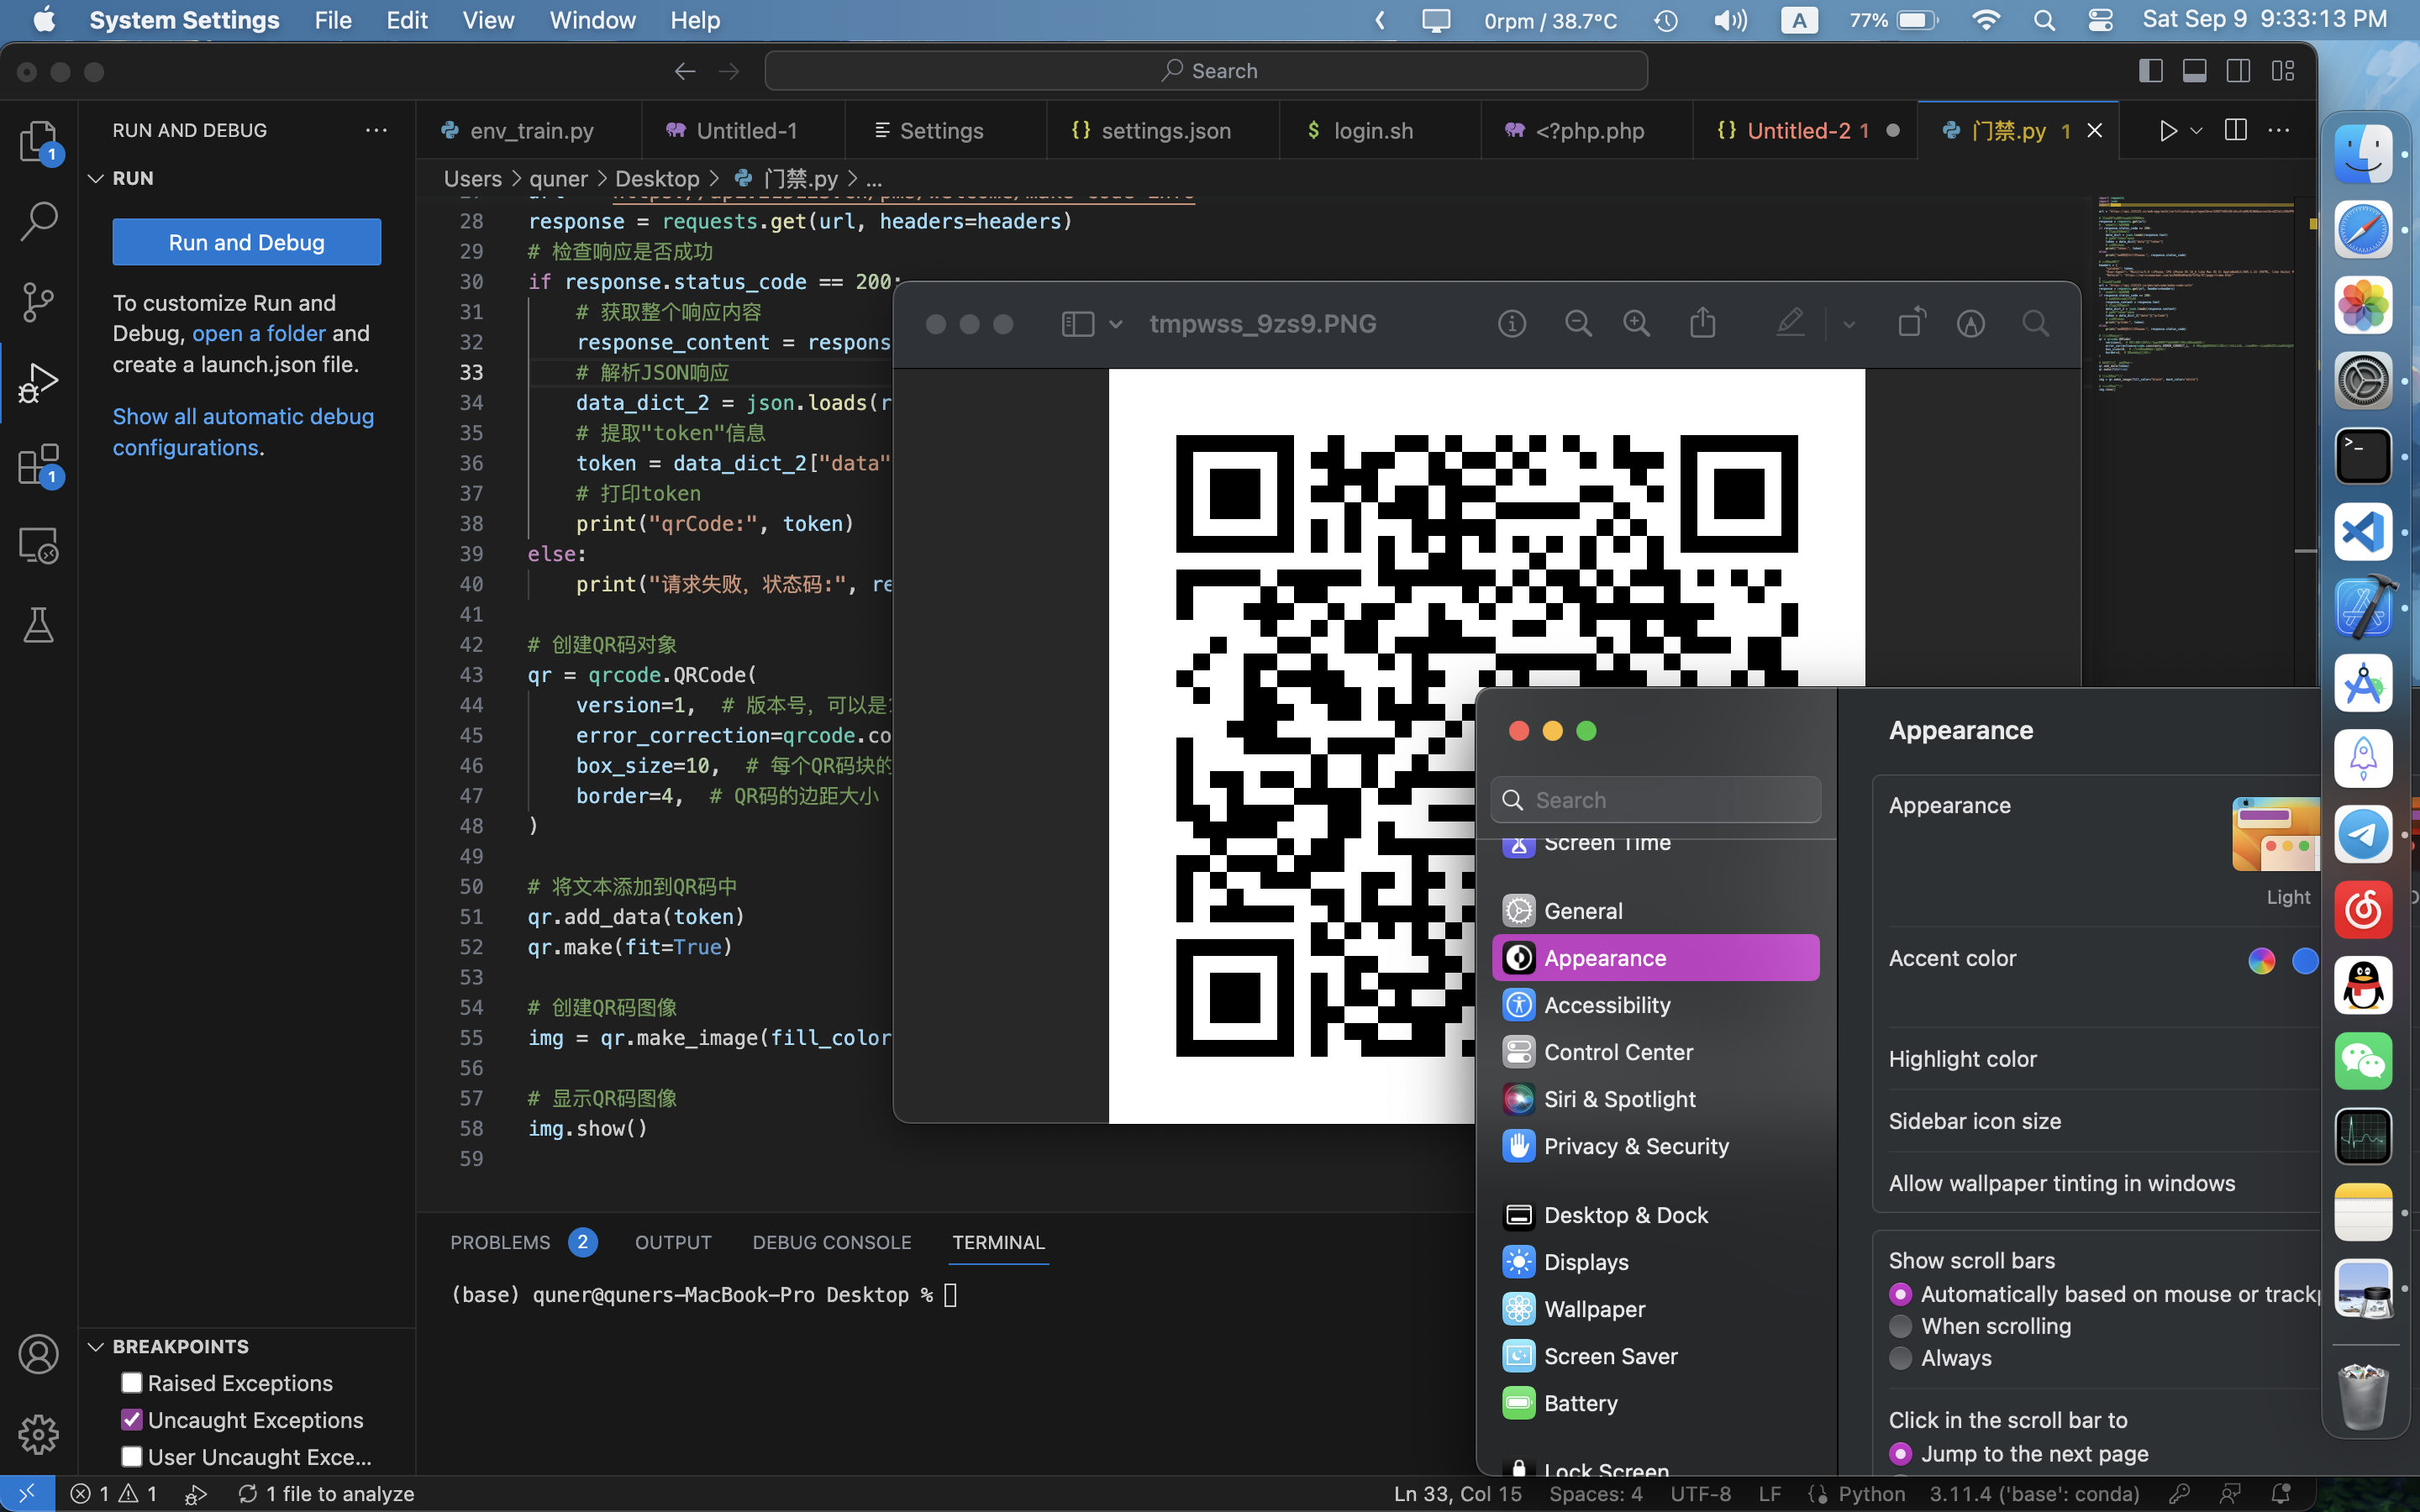 System Settings File Edit View Window Help
0rpm / 38.7°C A 77% Sat Sep 9 9:33:13 PM
Search
RUN AND DEBUG
env_train.py Untitled-1 Settings settings.json $ login.sh <?php.php Untitled-2 1 门禁.py 1
RUN
Users > quner > Desktop > 门禁.py > ...
Run and Debug
To customize Run and
Debug, open a folder and
create a launch.json file.
Show all automatic debug
configurations.
28 response = requests.get(url, headers=headers)
29 # 检查响应是否成功
30 if response.status_code == 200:
31 # 获取整个响应内容
32 response_content = respons
33 # 解析JSON响应
34 data_dict_2 = json.loads(r
35 # 提取"token"信息
36 token = data_dict_2["data"
37 # 打印token
38 print("qrCode:", token)
39 else:
40 print("请求失败，状态码:", re
41
42 # 创建QR码对象
43 qr = qrcode.QRCode(
44 version=1, # 版本号，可以是
45 error_correction=qrcode.co
46 box_size=10, # 每个QR码块的
47 border=4, # QR码的边距大小
48 )
49
50 # 将文本添加到QR码中
51 qr.add_data(token)
52 qr.make(fit=True)
53
54 # 创建QR码图像
55 img = qr.make_image(fill_color
56
57 # 显示QR码图像
58 img.show()
59
tmpwss_9zs9.PNG
Search
Screen Time
General
Appearance
Accessibility
Control Center
Siri & Spotlight
Privacy & Security
Desktop & Dock
Displays
Wallpaper
Screen Saver
Battery
Lock Screen
Appearance
Appearance
Light
Accent color
Highlight color
Sidebar icon size
Allow wallpaper tinting in windows
Show scroll bars
Automatically based on mouse or trackp
When scrolling
Always
Click in the scroll bar to
Jump to the next page
PROBLEMS 2 OUTPUT DEBUG CONSOLE TERMINAL
(base) quner@quners-MacBook-Pro Desktop %
BREAKPOINTS
Raised Exceptions
Uncaught Exceptions
User Uncaught Exce...
1 1 1 file to analyze
Ln 33, Col 15 Spaces: 4 UTF-8 LF Python 3.11.4 ('base': conda)